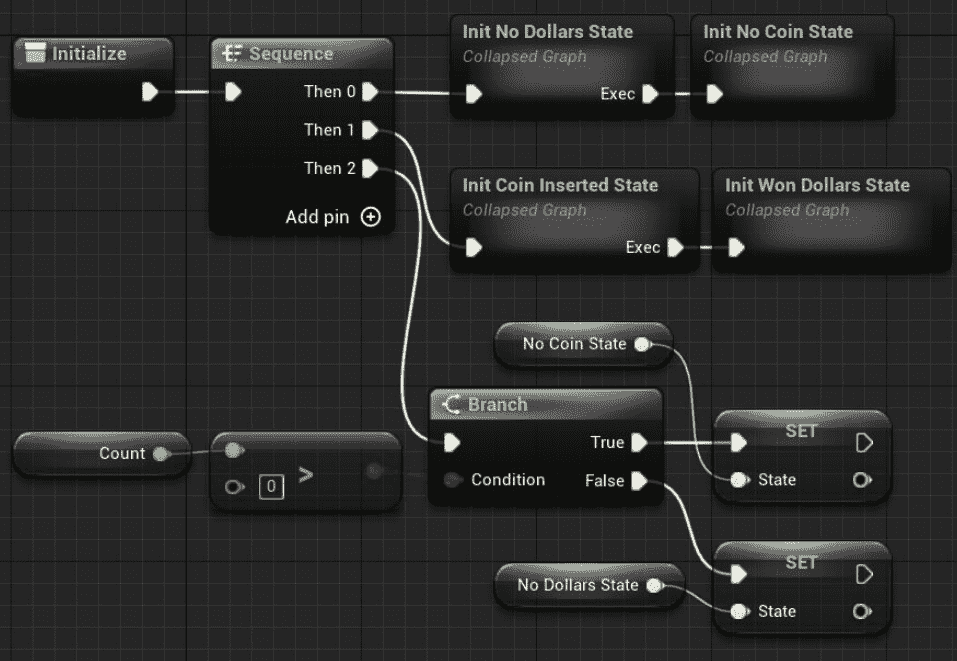 Initialize
Sequence
Then 0
Then 1
Then 2
Add pin
Init No Dollars State
Collapsed Graph
Exec
Init No Coin State
Collapsed Graph
Init Coin Inserted State
Collapsed Graph
Exec
Init Won Dollars State
Collapsed Graph
No Coin State
Branch
True
Condition
False
Count
0
>
SET
State
No Dollars State
SET
State